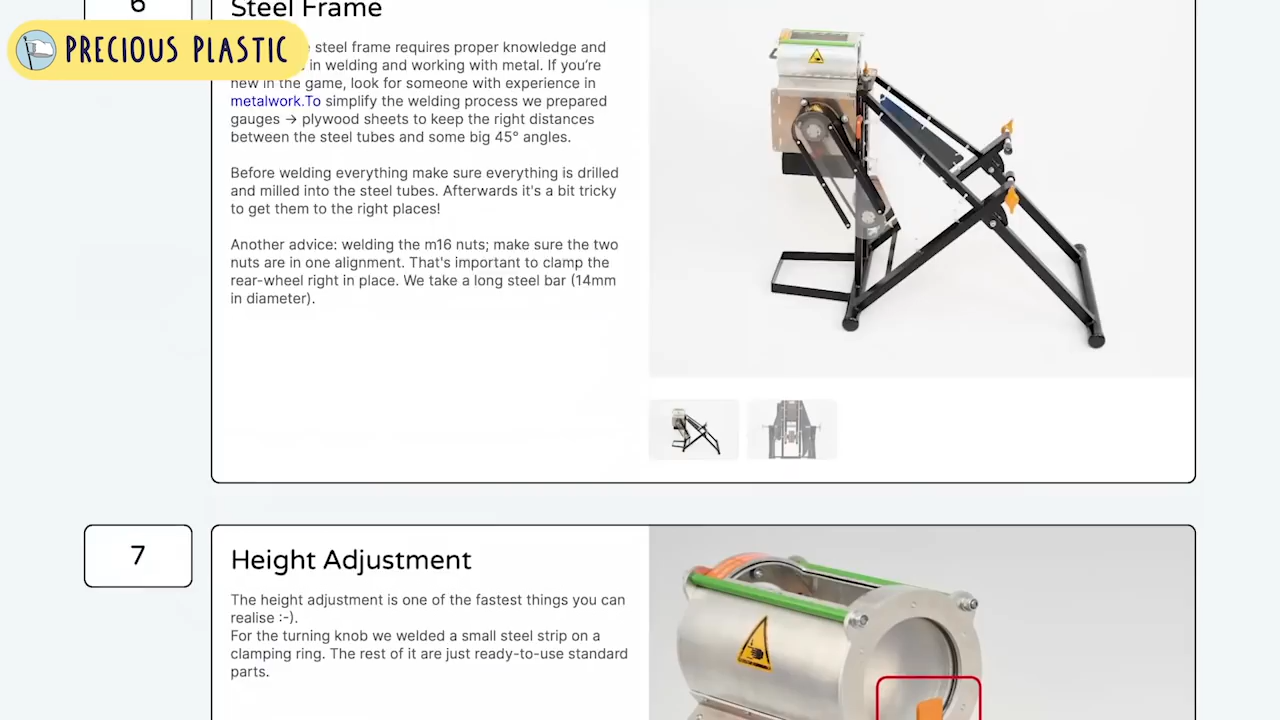 6
Steel Frame
PRECIOUS PLASTIC
steel frame requires proper knowledge and
in welding and working with metal. If you're
new in the game, look for someone with experience in
metalwork.To simplify the welding process we prepared
gauges → plywood sheets to keep the right distances
between the steel tubes and some big 45° angles.
Before welding everything make sure everything is drilled
and milled into the steel tubes. Afterwards it's a bit tricky
to get them to the right places!
Another advice: welding the m16 nuts; make sure the two
nuts are in one alignment. That's important to clamp the
rear-wheel right in place. We take a long steel bar (14mm
in diameter).
7
Height Adjustment
The height adjustment is one of the fastest things you can
realise :-).
For the turning knob we welded a small steel strip on a
clamping ring. The rest of it are just ready-to-use standard
parts.